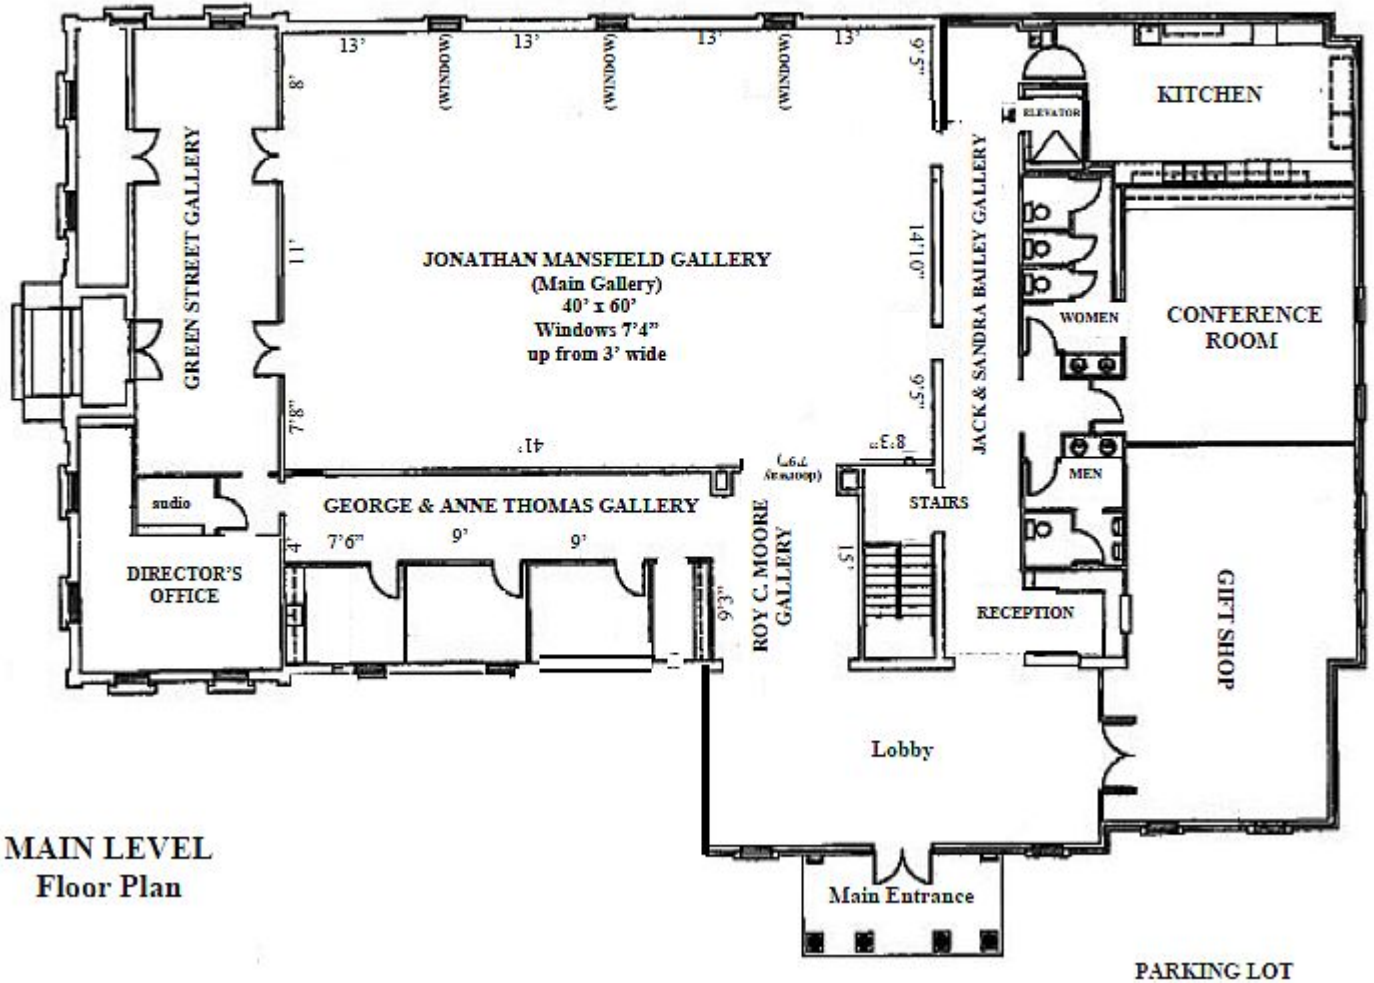 13’
13’
13’
13’
9’5”
8’
(WINDOW)
(WINDOW)
(WINDOW)
KITCHEN
ELEVATOR
GREEN STREET GALLERY
JACK & SANDRA BAILEY GALLERY
11’
14’10”
JONATHAN MANSFIELD GALLERY
(Main Gallery)
40’ x 60’
Windows 7’4”
up from 3’ wide
WOMEN
CONFERENCE
ROOM
7’8”
9’5”
41’
8’3”
(doorway
7’9”)
MEN
sudio
GEORGE & ANNE THOMAS GALLERY
STAIRS
4’
7’6”
9’
9’
ROY C. MOORE
GALLERY
15’
DIRECTOR’S
OFFICE
9’3”
RECEPTION
GIFT SHOP
Lobby
MAIN LEVEL
Floor Plan
Main Entrance
PARKING LOT